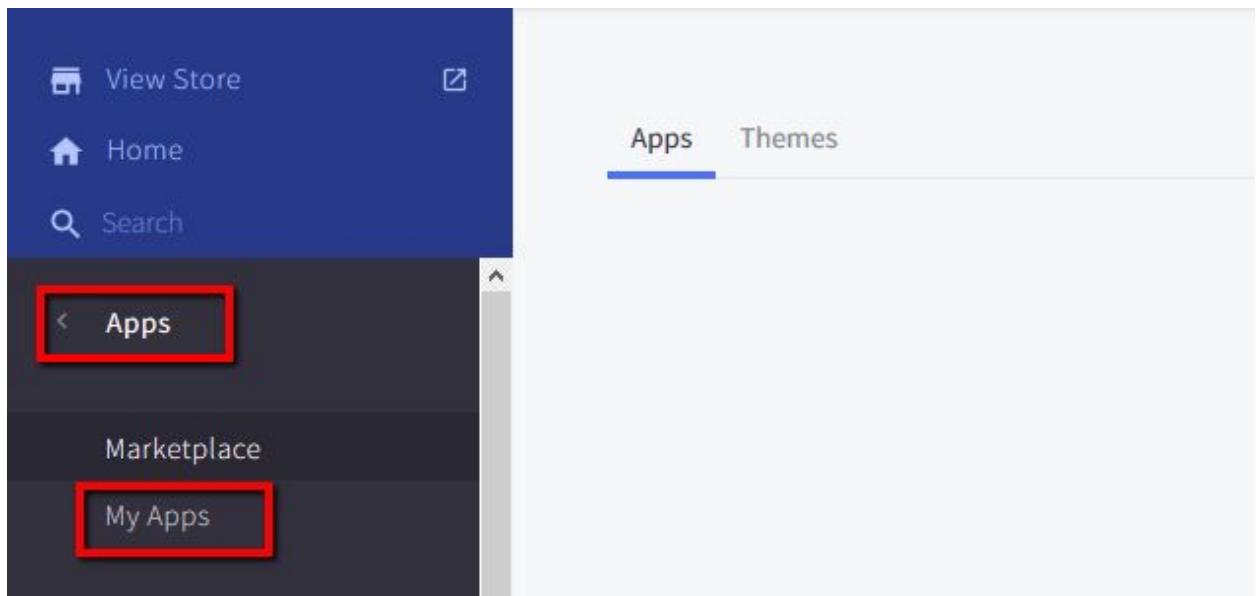 View Store
Home
Search
Apps
Marketplace
My Apps
Apps Themes